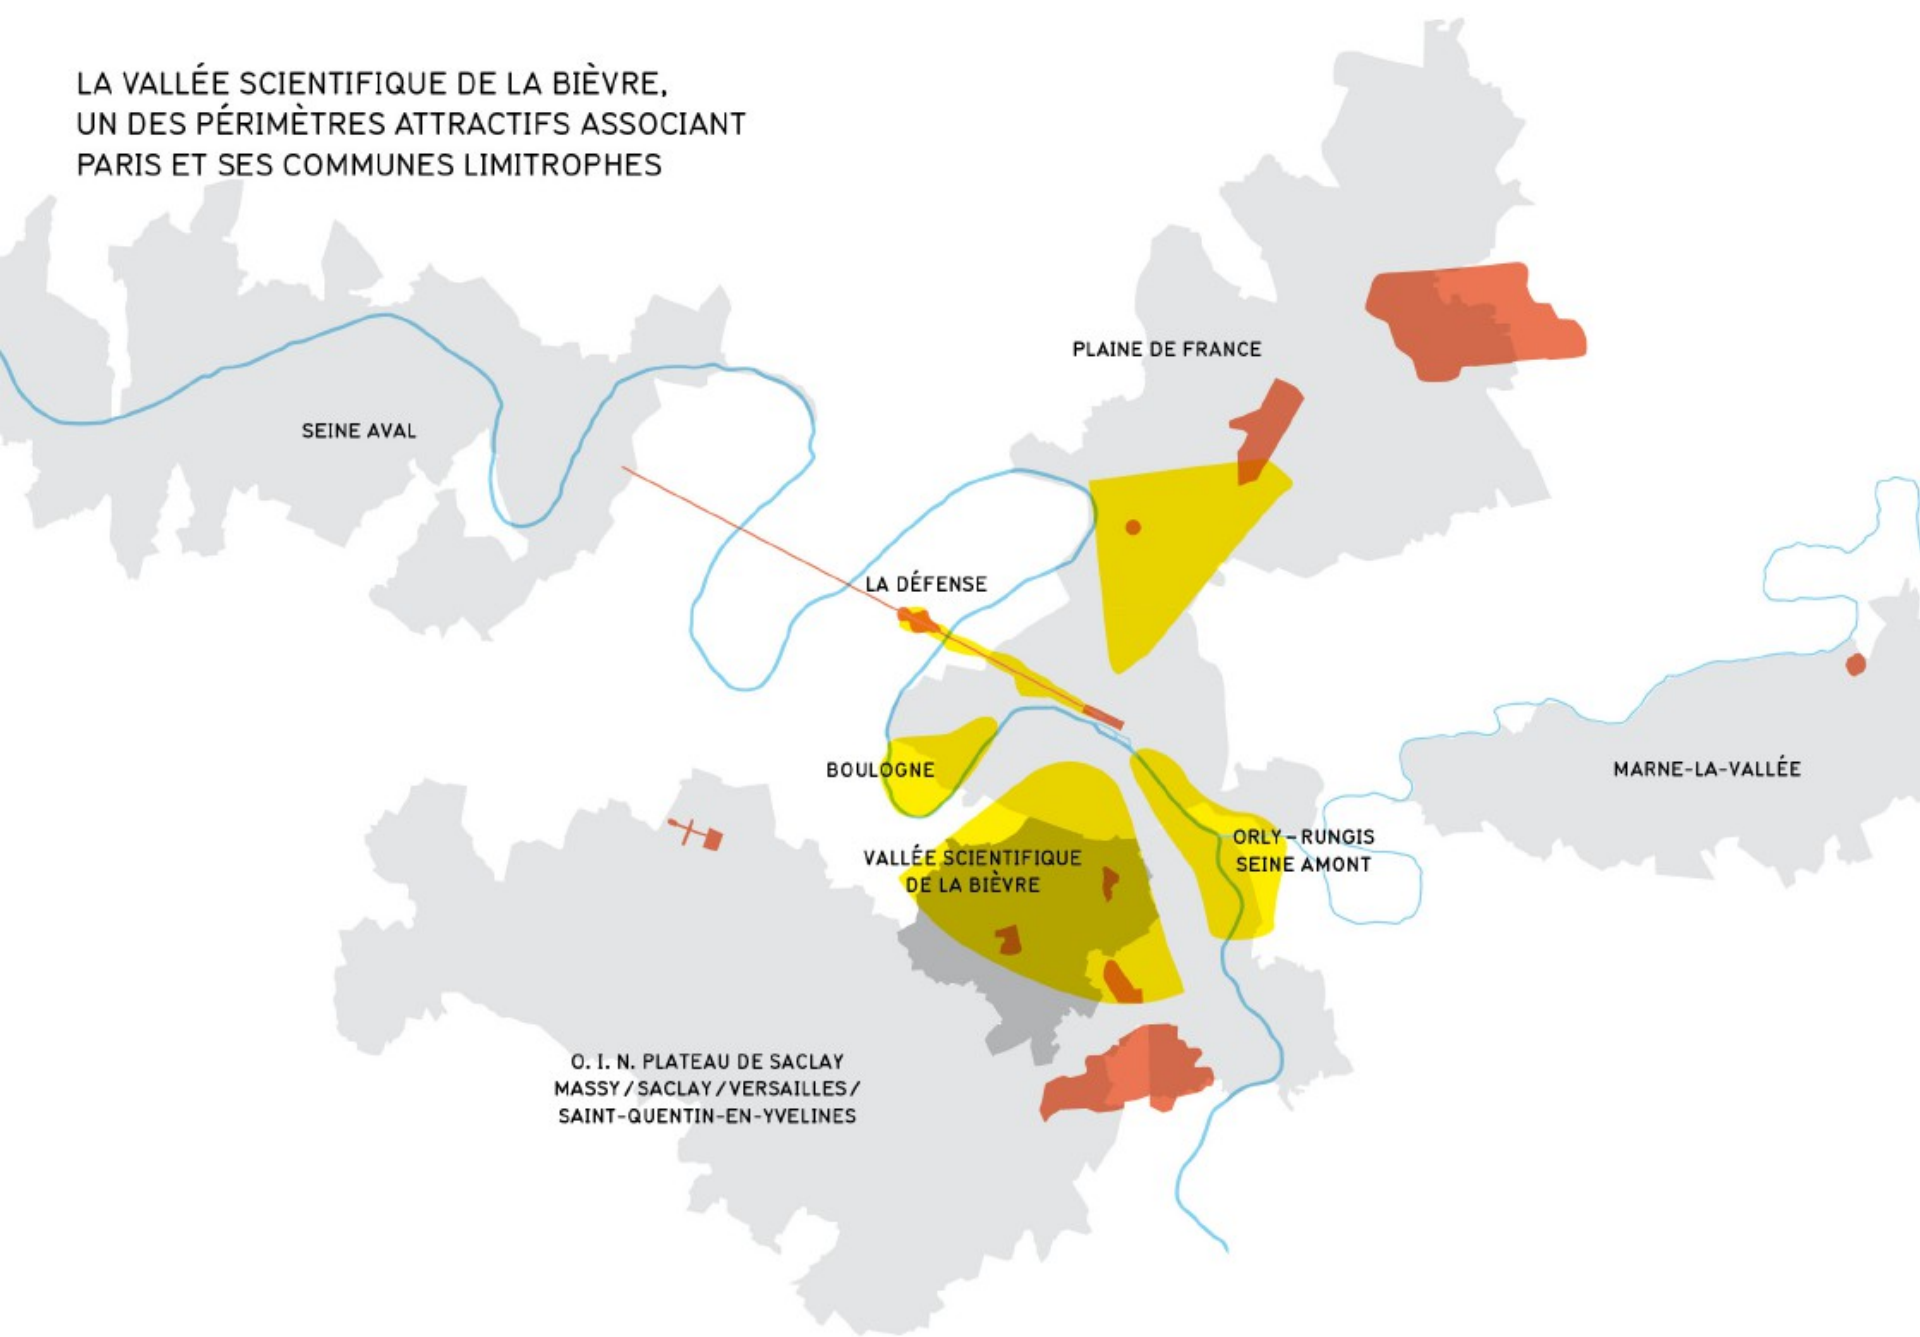 LA VALLÉE SCIENTIFIQUE DE LA BIÈVRE,
UN DES PÉRIMÈTRES ATTRACTIFS ASSOCIANT
PARIS ET SES COMMUNES LIMITROPHES
PLAINE DE FRANCE
SEINE AVAL
LA DÉFENSE
BOULOGNE
MARNE-LA-VALLÉE
ORLY-RUNGIS
SEINE AMONT
VALLÉE SCIENTIFIQUE
DE LA BIÈVRE
O. I. N. PLATEAU DE SACLAY
MASSY/SACLAY/VERSAILLES/
SAINT-QUENTIN-EN-YVELINES